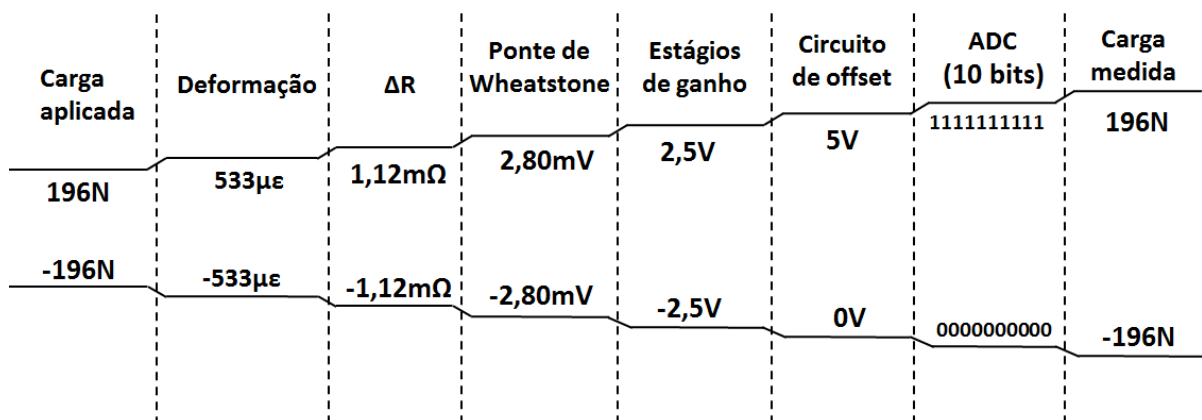 Carga
aplicada
Deformação
ΔR
Ponte de
Wheatstone
Estágios
de ganho
Circuito
de offset
ADC
(10 bits)
Carga
medida
196N
533με
1,12mΩ
2,80mV
2,5V
5V
1111111111
196N
-196N
-533με
-1,12mΩ
-2,80mV
-2,5V
0V
0000000000
-196N